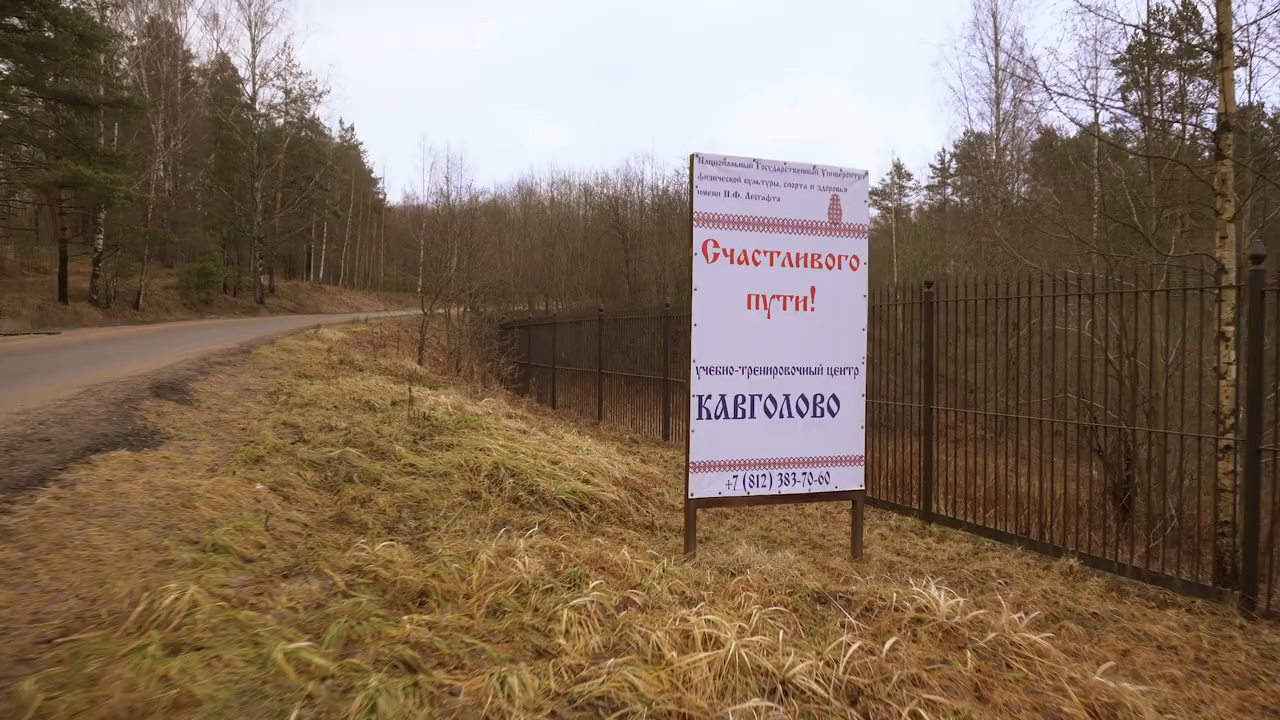 Национальный Государственный Университет
физической культуры, спорта и здоровья
имени П.Ф. Лесгафта
Счастливого
пути!
учебно-тренировочный центр
КАВГОЛОВО
+7 (812) 383-70-60